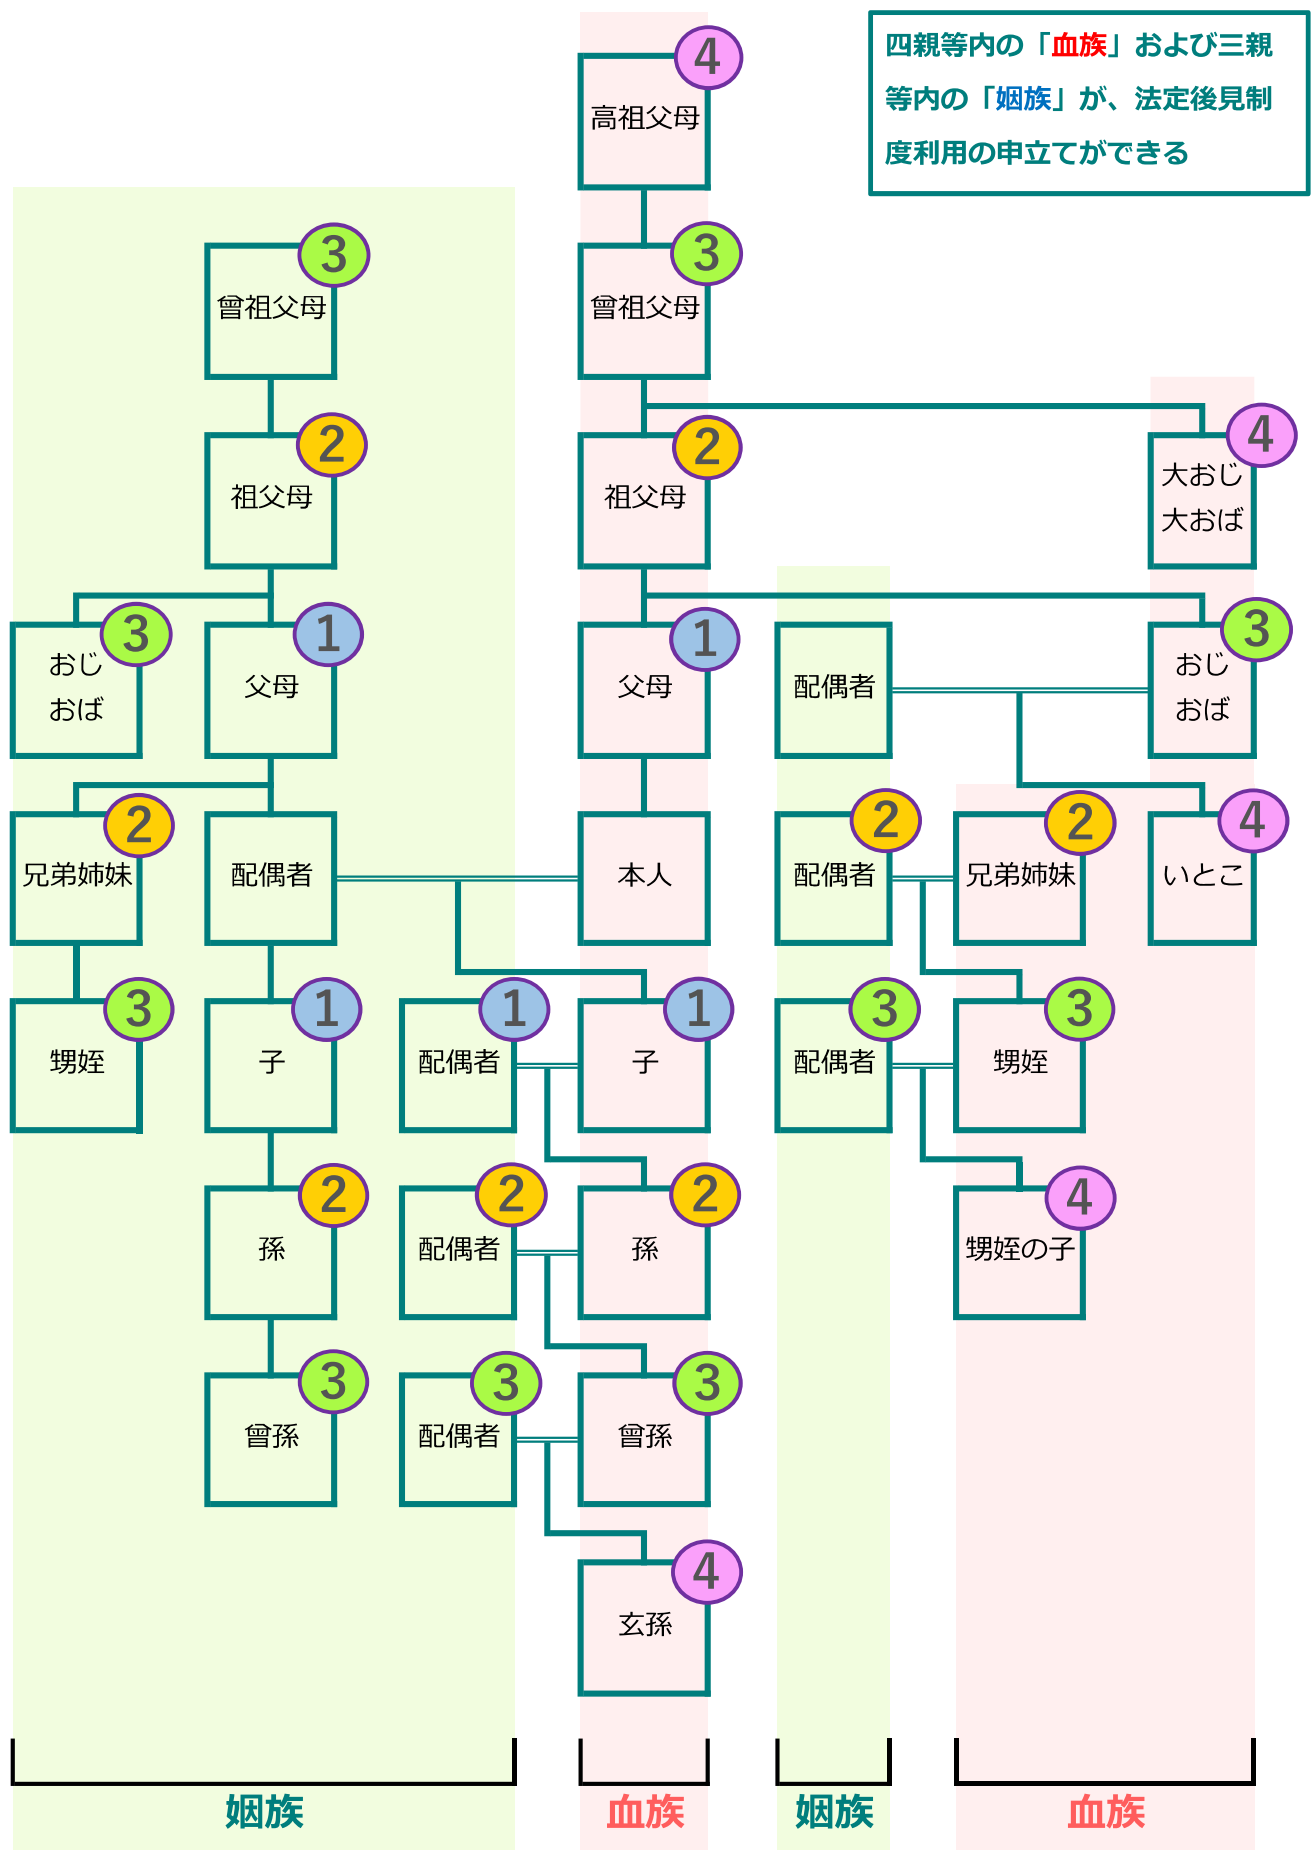 四親等内の「血族」および三親
等内の「姻族」が、法定後見制
度利用の申立てができる
4
高祖父母
3
曾祖父母
3
曾祖父母
2
祖父母
2
祖父母
4
大おじ
大おば
3
おじ
おば
1
父母
1
父母
配偶者
3
おじ
おば
2
兄弟姉妹
配偶者
本人
2
配偶者
2
兄弟姉妹
4
いとこ
3
甥姪
1
子
1
配偶者
1
子
3
配偶者
3
甥姪
2
孫
2
配偶者
2
孫
4
甥姪の子
3
曾孫
3
配偶者
3
曾孫
4
玄孫
姻族
血族
姻族
血族